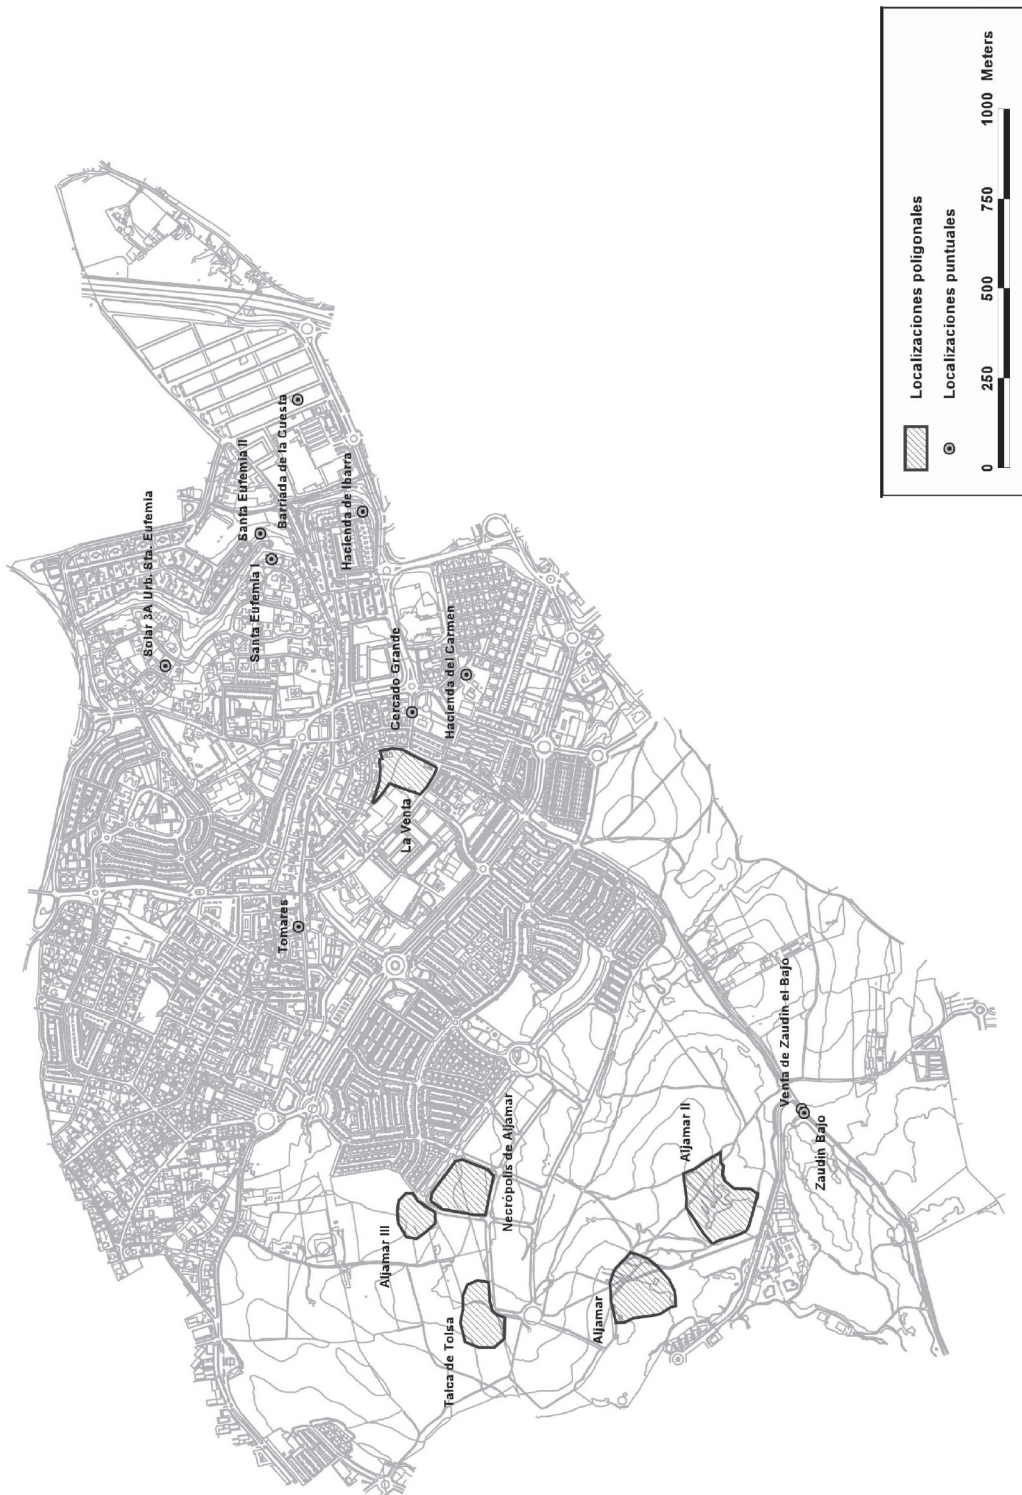 Solar 3A Urb. Sta. Eufemia
Santa Eufemia II
Santa Eufemia I
Barriada de la Cuesta
Hacienda de Ibarra
Cercado Grande
Hacienda del Carmen
La Venta
Tomares
Necrópolis de Aljamar
Aljamar III
Talca de Tolsa
Aljamar
Aljamar II
Venta de Zaudín el Bajo
Zaudín Bajo
Localizaciones poligonales
Localizaciones puntuales
0 250 500 750 1000 Meters